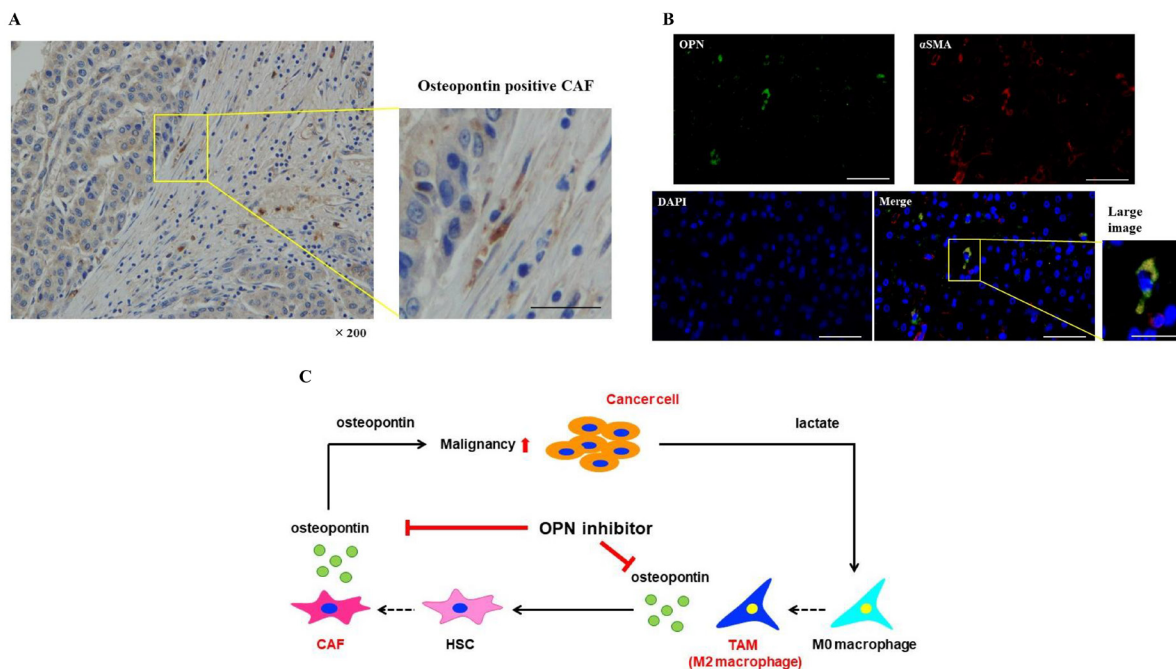 A
Osteopontin positive CAF
× 200
B
OPN
αSMA
DAPI
Merge
Large
image
C
Cancer cell
osteopontin
lactate
Malignancy
osteopontin
OPN inhibitor
osteopontin
CAF
HSC
TAM
(M2 macrophage)
M0 macrophage